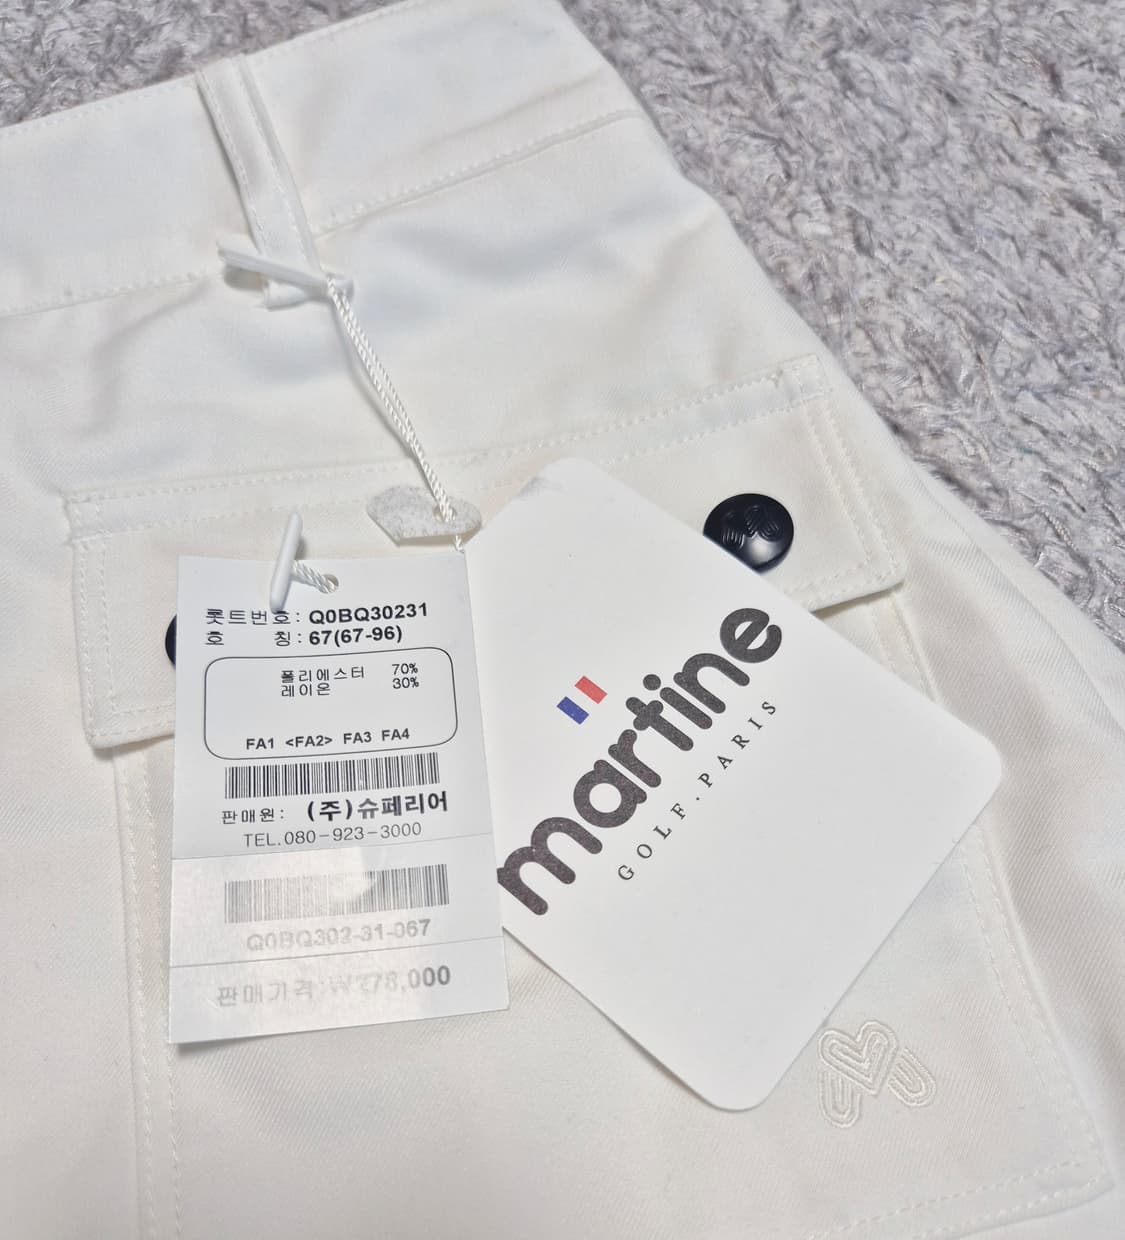 롯트번호: Q0BQ30231
호 칭: 67(67-96)
폴리에스터 70%
레이온 30%
FA1 <FA2> FA3 FA4
판매원: (주)슈페리어
TEL.080-923-3000
Q0BQ302-31-067
판매가격:₩278,000
martine
GOLF.PARIS